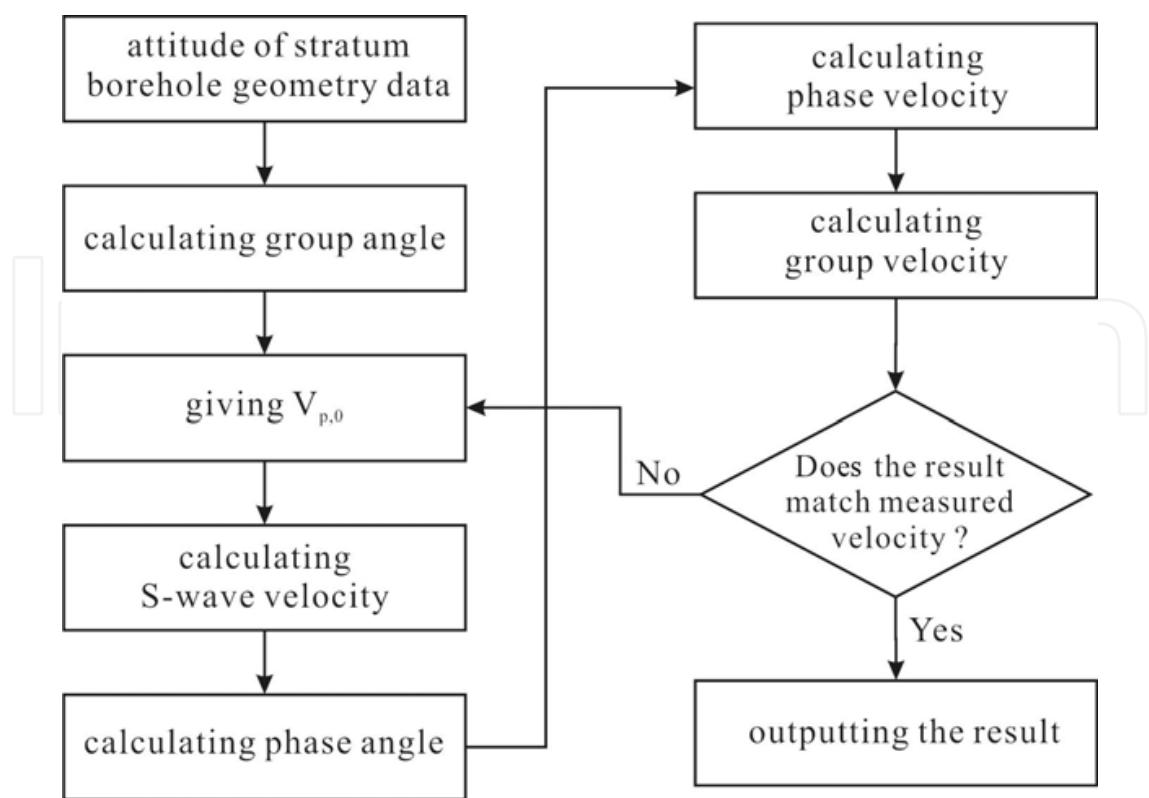 attitude of stratum
borehole geometry data
calculating group angle
giving Vp,0
calculating
S-wave velocity
calculating phase angle
calculating
phase velocity
calculating
group velocity
Does the result
match measured
velocity ?
No
Yes
outputting the result